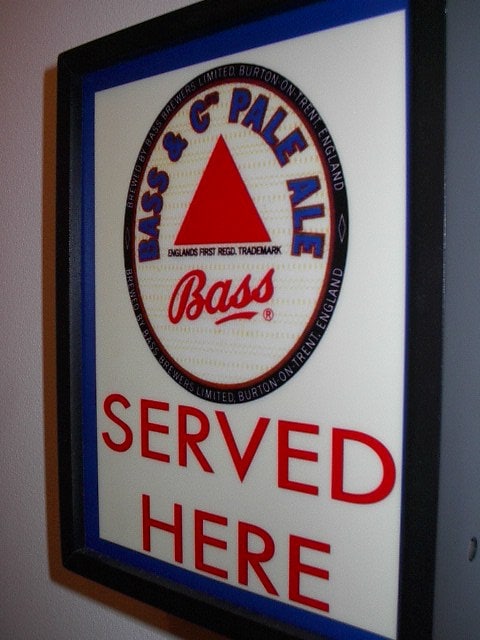 BREWED BY BASS BREWERS LIMITED, BURTON-ON-TRENT, ENGLAND
BASS & Co PALE ALE
ENGLANDS FIRST REGD. TRADEMARK
Bass®
BREWED BY BASS BREWERS LIMITED, BURTON-ON-TRENT, ENGLAND
SERVED
HERE